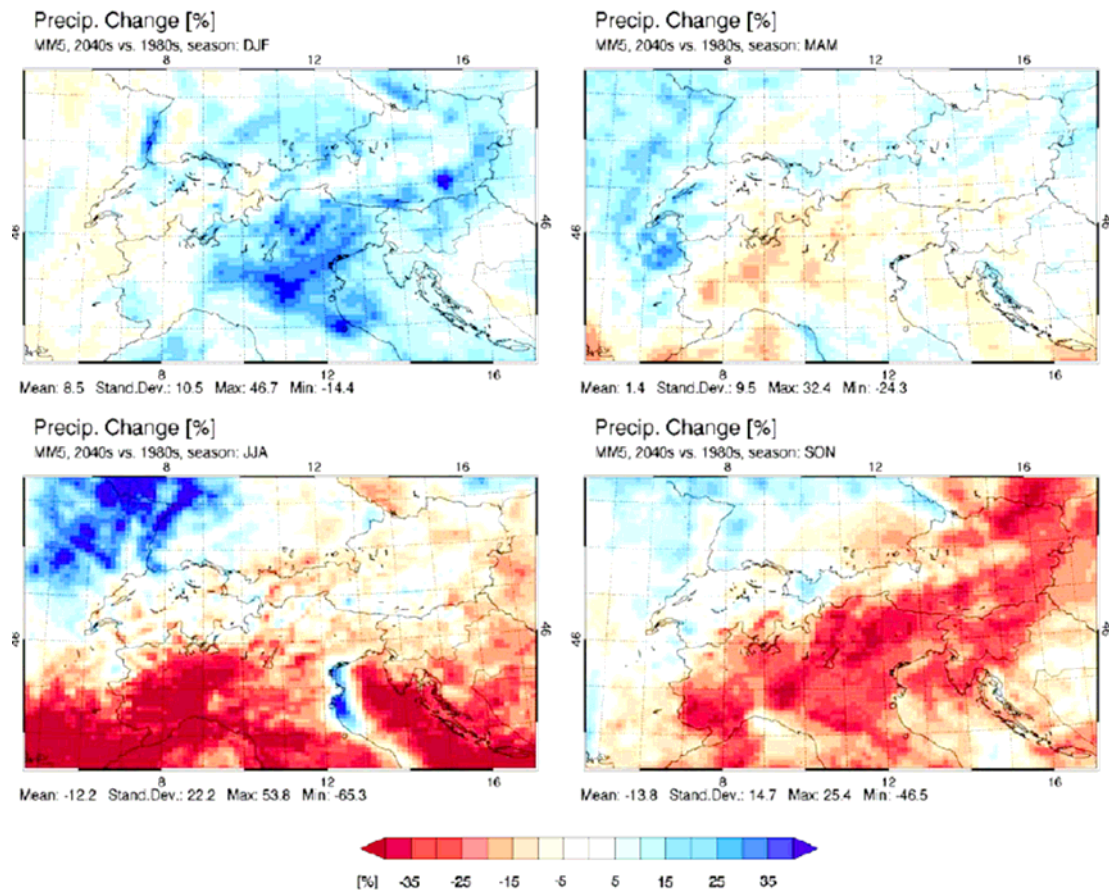 Precip. Change [%]
MM5, 2040s vs. 1980s, season: DJF
8 12 16
46
8 12 16
Mean: 8.5 Stand.Dev.: 10.5 Max: 46.7 Min: -14.4
Precip. Change [%]
MM5, 2040s vs. 1980s, season: MAM
8 12 16
46
8 12 16
Mean: 1.4 Stand.Dev.: 9.5 Max: 32.4 Min: -24.3
Precip. Change [%]
MM5, 2040s vs. 1980s, season: JJA
8 12 16
46
8 12 16
Mean: -12.2 Stand.Dev.: 22.2 Max: 53.8 Min: -65.3
Precip. Change [%]
MM5, 2040s vs. 1980s, season: SON
8 12 16
46
8 12 16
Mean: -13.8 Stand.Dev.: 14.7 Max: 25.4 Min: -46.5
[%] -35 -25 -15 -5 5 15 25 35